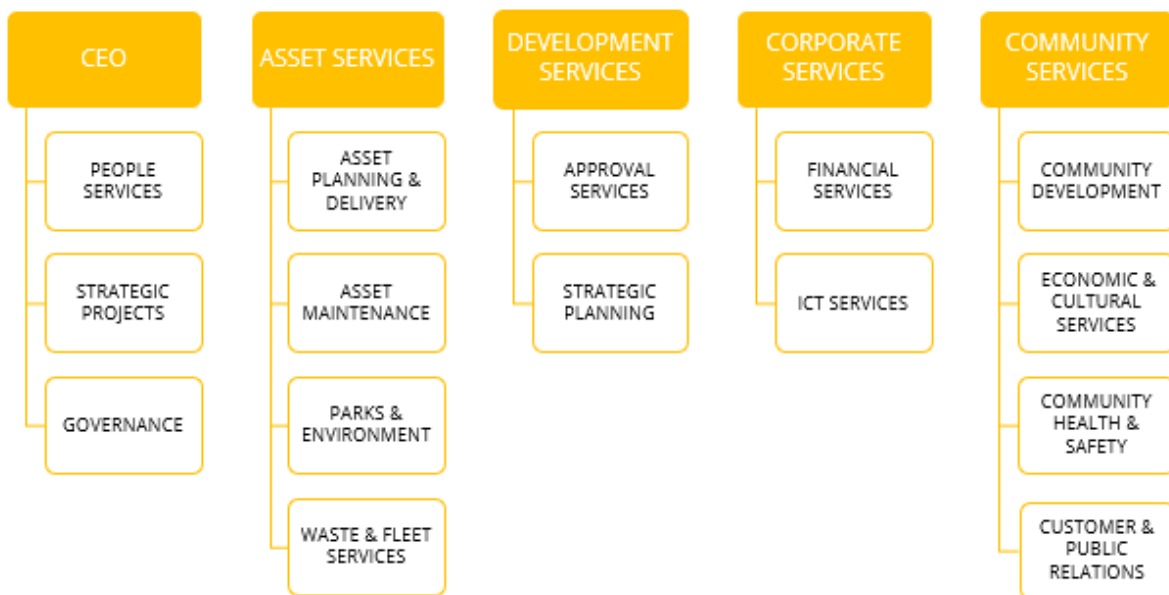 CEO
PEOPLE
SERVICES
STRATEGIC
PROJECTS
GOVERNANCE
ASSET SERVICES
ASSET
PLANNING &
DELIVERY
ASSET
MAINTENANCE
PARKS &
ENVIRONMENT
WASTE & FLEET
SERVICES
DEVELOPMENT
SERVICES
APPROVAL
SERVICES
STRATEGIC
PLANNING
CORPORATE
SERVICES
FINANCIAL
SERVICES
ICT SERVICES
COMMUNITY
SERVICES
COMMUNITY
DEVELOPMENT
ECONOMIC &
CULTURAL
SERVICES
COMMUNITY
HEALTH &
SAFETY
CUSTOMER &
PUBLIC
RELATIONS